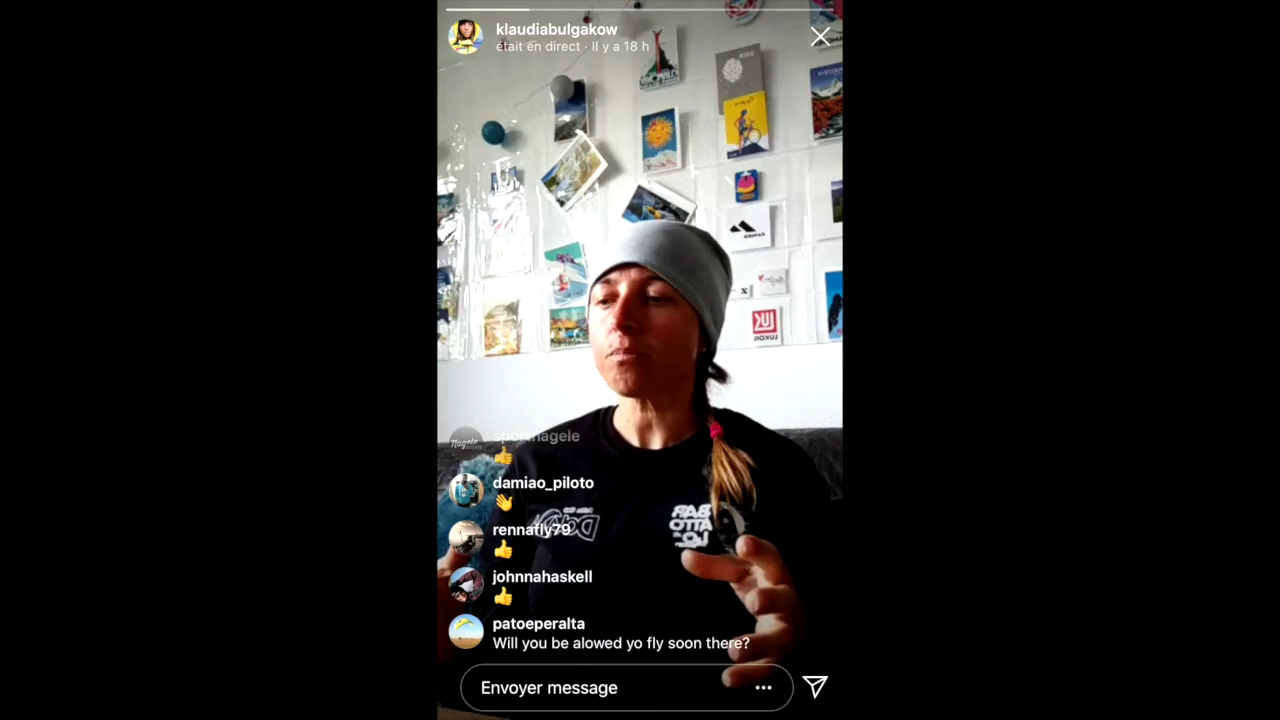 klaudiabulgakow
était en direct · Il y a 18 h
LUKOIL
sportnagele
damiao_piloto
rennafly79
johnnahaskell
patoeperalta
Will you be alowed yo fly soon there?
Envoyer message